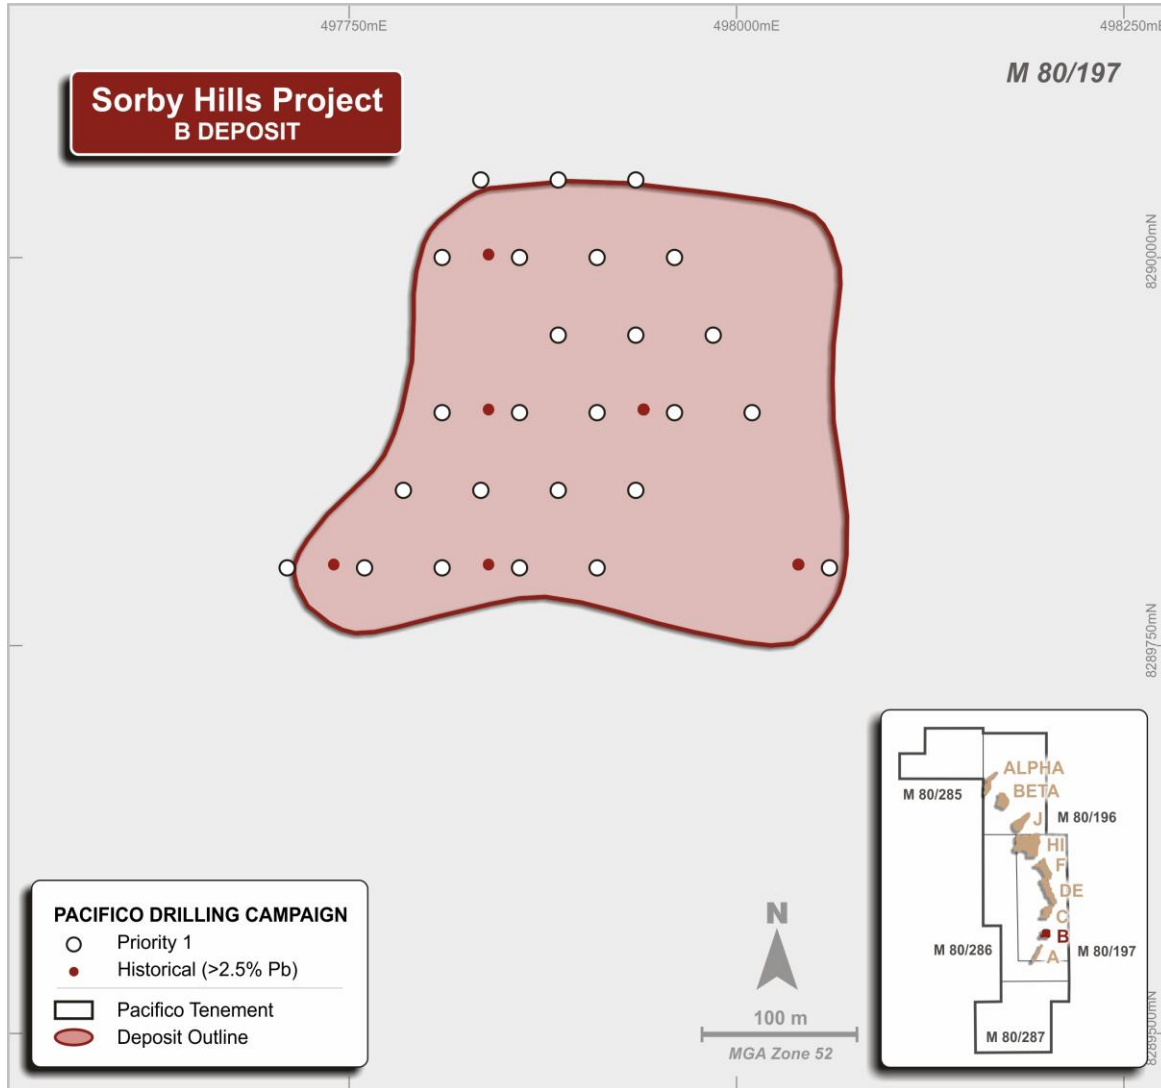 497750mE
498000mE
498250mE
M 80/197
Sorby Hills Project
B DEPOSIT
8290000mN
8289750mN
8289500mN
PACIFICO DRILLING CAMPAIGN
Priority 1
Historical (>2.5% Pb)
Pacifico Tenement
Deposit Outline
N
100 m
MGA Zone 52
ALPHA
M 80/285
BETA
J
M 80/196
HI
F
DE
C
B
M 80/286
M 80/197
A
M 80/287